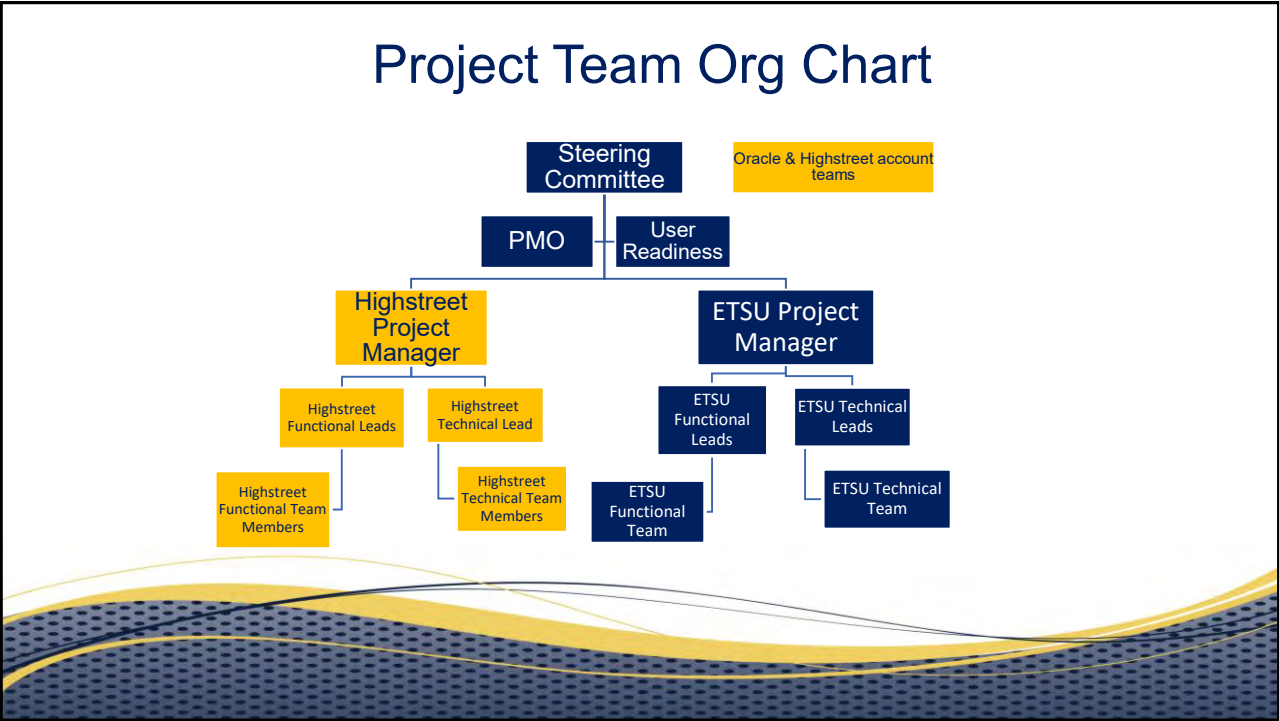 Project Team Org Chart
Steering
Committee
Oracle & Highstreet account
teams
PMO
User
Readiness
Highstreet
Project
Manager
ETSU Project
Manager
Highstreet
Functional Leads
Highstreet
Technical Lead
ETSU
Functional
Leads
ETSU Technical
Leads
Highstreet
Functional Team
Members
Highstreet
Technical Team
Members
ETSU
Functional
Team
ETSU Technical
Team